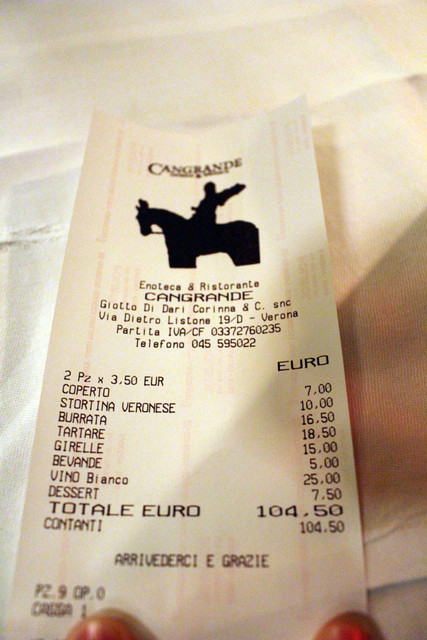 CANGRANDE
Enoteca & Ristorante
CANGRANDE
Giotto Di Dari Corinna & C. snc
Via Dietro Listone 19/D - Verona
Partita IVA/CF 03372760235
Telefono 045 595022
EURO
2 Pz x 3,50 EUR
COPERTO 7,00
STORTINA VERONESE 10,00
BURRATA 16,50
TARTARE 18,50
GIRELLE 15,00
BEVANDE 5,00
VINO Bianco 25,00
DESSERT 7,50
TOTALE EURO 104,50
CONTANTI 104,50
ARRIVEDERCI E GRAZIE
PZ.9 OP.0
CASSA 1